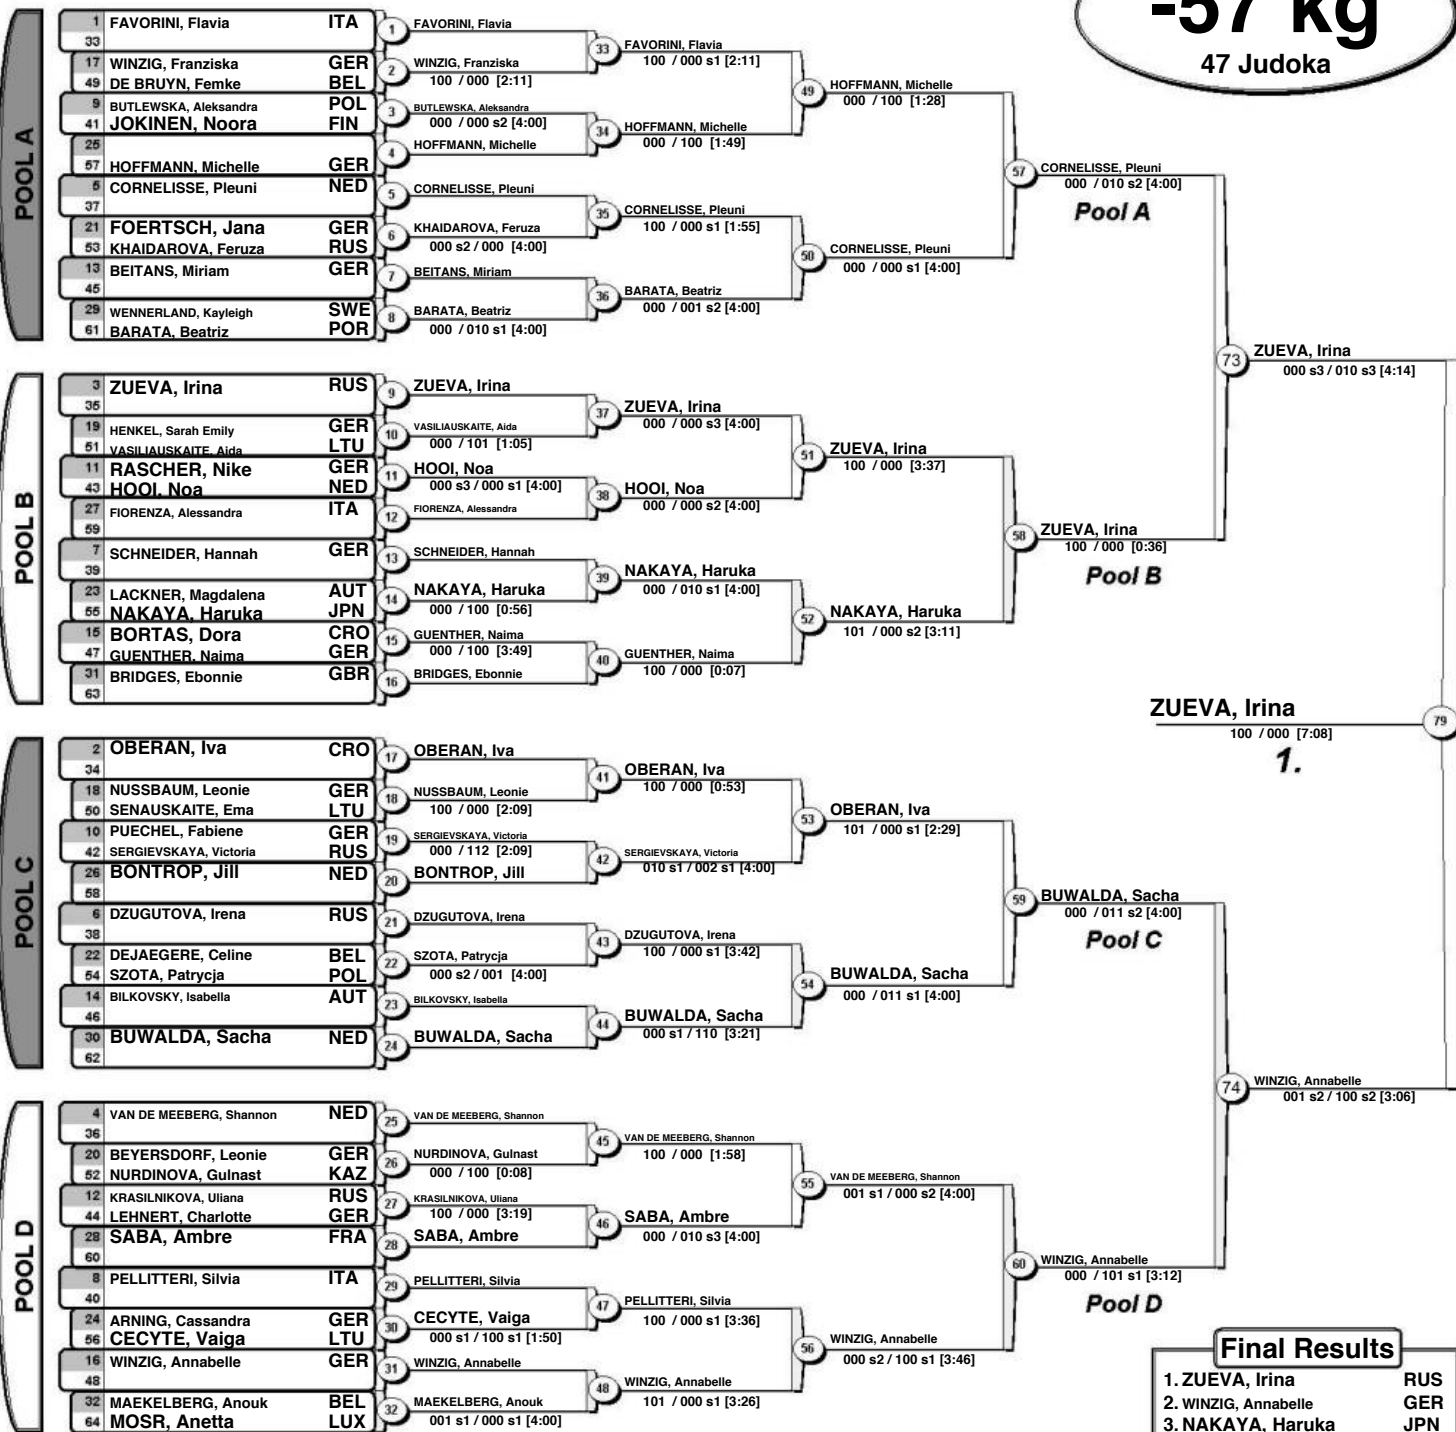 -57 kg
47 Judoka
POOL A
1 FAVORINI, Flavia ITA
33
17 WINZIG, Franziska GER
49 DE BRUYN, Femke BEL
9 BUTLEWSKA, Aleksandra POL
41 JOKINEN, Noora FIN
25
57 HOFFMANN, Michelle GER
5 CORNELISSE, Pleuni NED
37
21 FOERTSCH, Jana GER
53 KHAIDAROVA, Feruza RUS
13 BEITANS, Miriam GER
45
29 WENNERLAND, Kayleigh SWE
61 BARATA, Beatriz POR
1 FAVORINI, Flavia
2 WINZIG, Franziska
100 / 000 [2:11]
3 BUTLEWSKA, Aleksandra
000 / 000 s2 [4:00]
4 HOFFMANN, Michelle
5 CORNELISSE, Pleuni
6 KHAIDAROVA, Feruza
000 s2 / 000 [4:00]
7 BEITANS, Miriam
8 BARATA, Beatriz
000 / 010 s1 [4:00]
33 FAVORINI, Flavia
100 / 000 s1 [2:11]
34 HOFFMANN, Michelle
000 / 100 [1:49]
35 CORNELISSE, Pleuni
100 / 000 s1 [1:55]
36 BARATA, Beatriz
000 / 001 s2 [4:00]
49 HOFFMANN, Michelle
000 / 100 [1:28]
50 CORNELISSE, Pleuni
000 / 000 s1 [4:00]
57 CORNELISSE, Pleuni
000 / 010 s2 [4:00]
Pool A
POOL B
3 ZUEVA, Irina RUS
35
19 HENKEL, Sarah Emily GER
51 VASILIAUSKAITE, Aida LTU
11 RASCHER, Nike GER
43 HOOI, Noa NED
27 FIORENZA, Alessandra ITA
59
7 SCHNEIDER, Hannah GER
39
23 LACKNER, Magdalena AUT
55 NAKAYA, Haruka JPN
15 BORTAS, Dora CRO
47 GUENTHER, Naima GER
31 BRIDGES, Ebonnie GBR
63
9 ZUEVA, Irina
10 VASILIAUSKAITE, Aida
000 / 101 [1:05]
11 HOOI, Noa
000 s3 / 000 s1 [4:00]
12 FIORENZA, Alessandra
13 SCHNEIDER, Hannah
14 NAKAYA, Haruka
000 / 100 [0:56]
15 GUENTHER, Naima
000 / 100 [3:49]
16 BRIDGES, Ebonnie
37 ZUEVA, Irina
000 / 000 s3 [4:00]
38 HOOI, Noa
000 / 000 s2 [4:00]
39 NAKAYA, Haruka
000 / 010 s1 [4:00]
40 GUENTHER, Naima
100 / 000 [0:07]
51 ZUEVA, Irina
100 / 000 [3:37]
52 NAKAYA, Haruka
101 / 000 s2 [3:11]
58 ZUEVA, Irina
100 / 000 [0:36]
Pool B
73 ZUEVA, Irina
000 s3 / 010 s3 [4:14]
ZUEVA, Irina 79
100 / 000 [7:08]
1.
POOL C
2 OBERAN, Iva CRO
34
18 NUSSBAUM, Leonie GER
50 SENAUSKAITE, Ema LTU
10 PUECHEL, Fabiene GER
42 SERGIEVSKAYA, Victoria RUS
26 BONTROP, Jill NED
58
6 DZUGUTOVA, Irena RUS
38
22 DEJAEGERE, Celine BEL
54 SZOTA, Patrycja POL
14 BILKOVSKY, Isabella AUT
46
30 BUWALDA, Sacha NED
62
17 OBERAN, Iva
18 NUSSBAUM, Leonie
100 / 000 [2:09]
19 SERGIEVSKAYA, Victoria
000 / 112 [2:09]
20 BONTROP, Jill
21 DZUGUTOVA, Irena
22 SZOTA, Patrycja
000 s2 / 001 [4:00]
23 BILKOVSKY, Isabella
24 BUWALDA, Sacha
41 OBERAN, Iva
100 / 000 [0:53]
42 SERGIEVSKAYA, Victoria
010 s1 / 002 s1 [4:00]
43 DZUGUTOVA, Irena
100 / 000 s1 [3:42]
44 BUWALDA, Sacha
000 s1 / 110 [3:21]
53 OBERAN, Iva
101 / 000 s1 [2:29]
54 BUWALDA, Sacha
000 / 011 s1 [4:00]
59 BUWALDA, Sacha
000 / 011 s2 [4:00]
Pool C
74 WINZIG, Annabelle
001 s2 / 100 s2 [3:06]
POOL D
4 VAN DE MEEBERG, Shannon NED
36
20 BEYERSDORF, Leonie GER
52 NURDINOVA, Gulnast KAZ
12 KRASILNIKOVA, Uliana RUS
44 LEHNERT, Charlotte GER
28 SABA, Ambre FRA
60
8 PELLITTERI, Silvia ITA
40
24 ARNING, Cassandra GER
56 CECYTE, Vaiga LTU
16 WINZIG, Annabelle GER
48
32 MAEKELBERG, Anouk BEL
64 MOSR, Anetta LUX
25 VAN DE MEEBERG, Shannon
26 NURDINOVA, Gulnast
000 / 100 [0:08]
27 KRASILNIKOVA, Uliana
100 / 000 [3:19]
28 SABA, Ambre
29 PELLITTERI, Silvia
30 CECYTE, Vaiga
000 s1 / 100 s1 [1:50]
31 WINZIG, Annabelle
32 MAEKELBERG, Anouk
001 s1 / 000 s1 [4:00]
45 VAN DE MEEBERG, Shannon
100 / 000 [1:58]
46 SABA, Ambre
000 / 010 s3 [4:00]
47 PELLITTERI, Silvia
100 / 000 s1 [3:36]
48 WINZIG, Annabelle
101 / 000 s1 [3:26]
55 VAN DE MEEBERG, Shannon
001 s1 / 000 s2 [4:00]
56 WINZIG, Annabelle
000 s2 / 100 s1 [3:46]
60 WINZIG, Annabelle
000 / 101 s1 [3:12]
Pool D
Final Results
1. ZUEVA, Irina RUS
2. WINZIG, Annabelle GER
3. NAKAYA, Haruka JPN